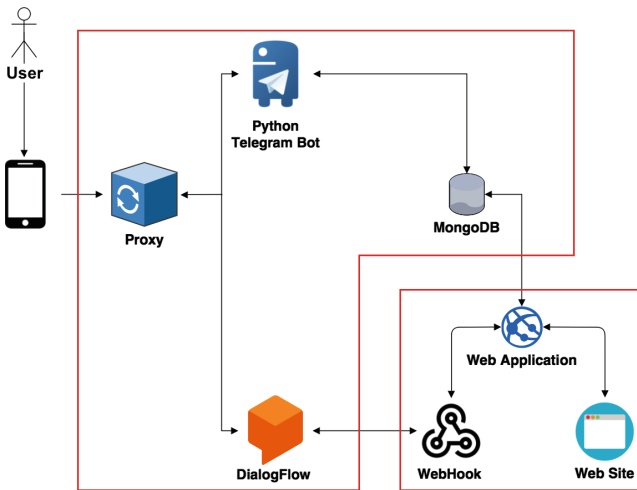 User
Python
Telegram Bot
Proxy
MongoDB
Web Application
DialogFlow
WebHook
Web Site